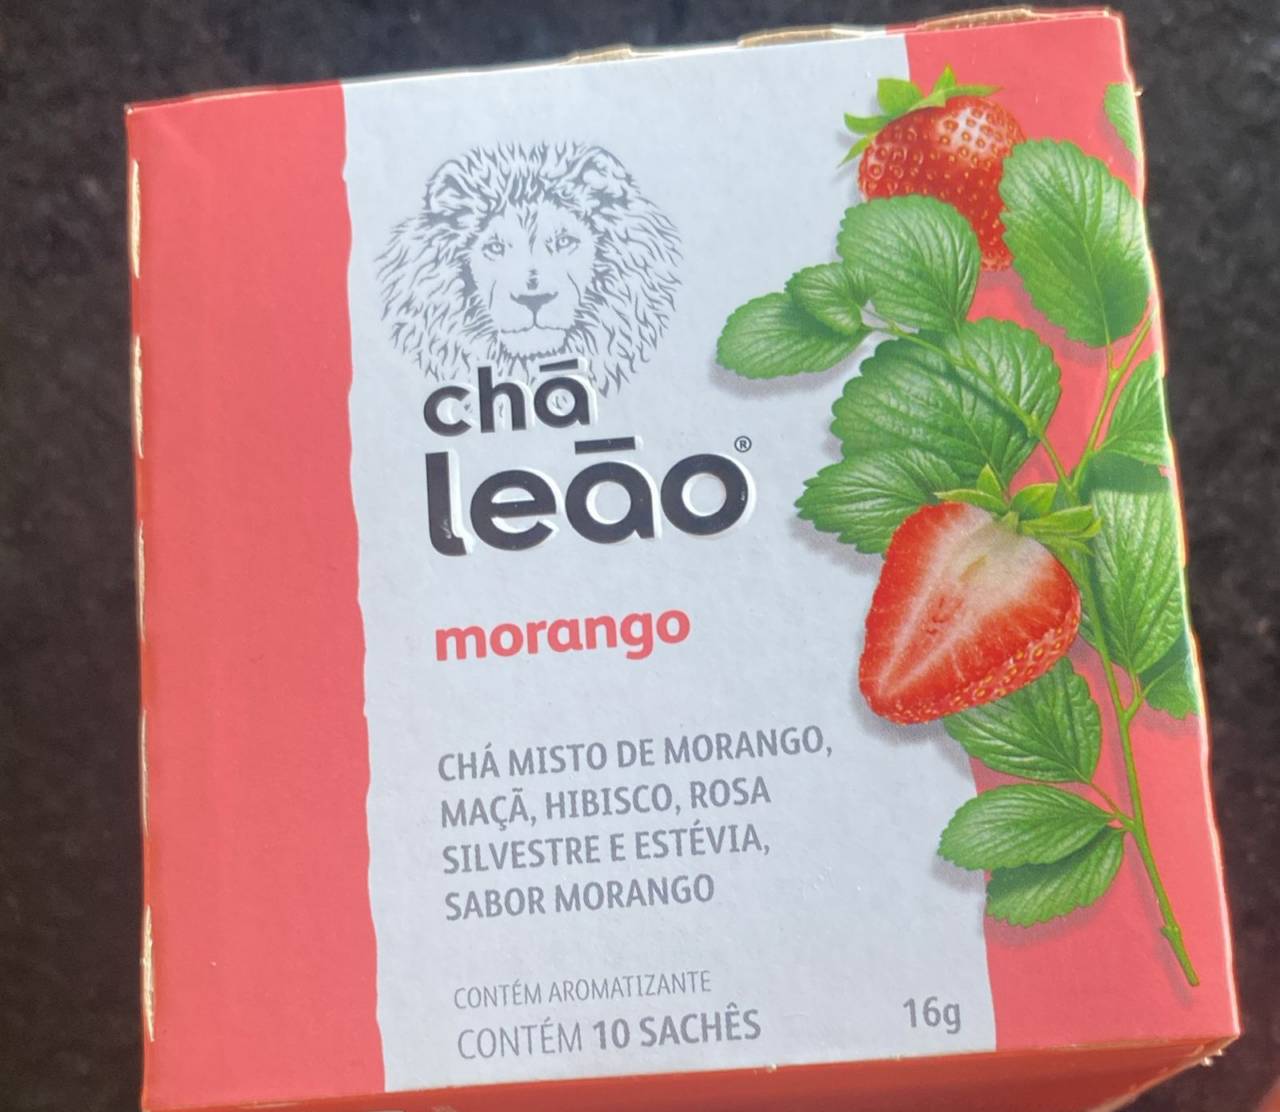 chá
leão®
morango
CHÁ MISTO DE MORANGO,
MAÇÃ, HIBISCO, ROSA
SILVESTRE E ESTÉVIA,
SABOR MORANGO
CONTÉM AROMATIZANTE
CONTÉM 10 SACHÊS
16g